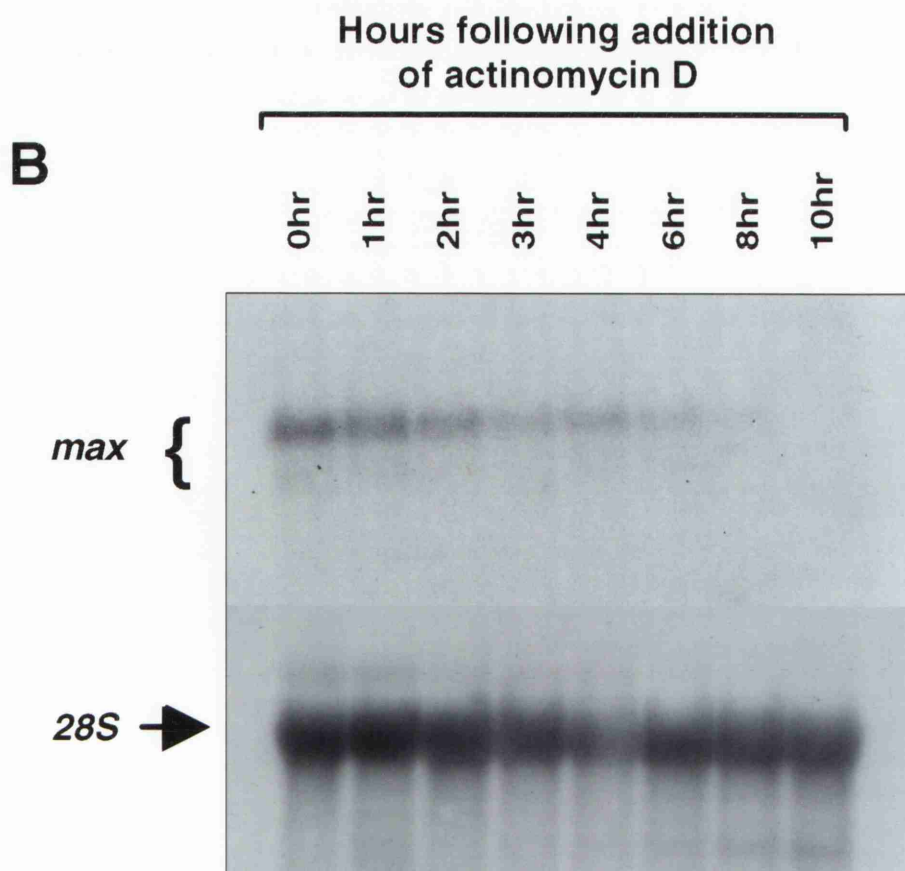 Hours following addition
of actinomycin D
B
0hr
1hr
2hr
3hr
4hr
6hr
8hr
10hr
max {
28S